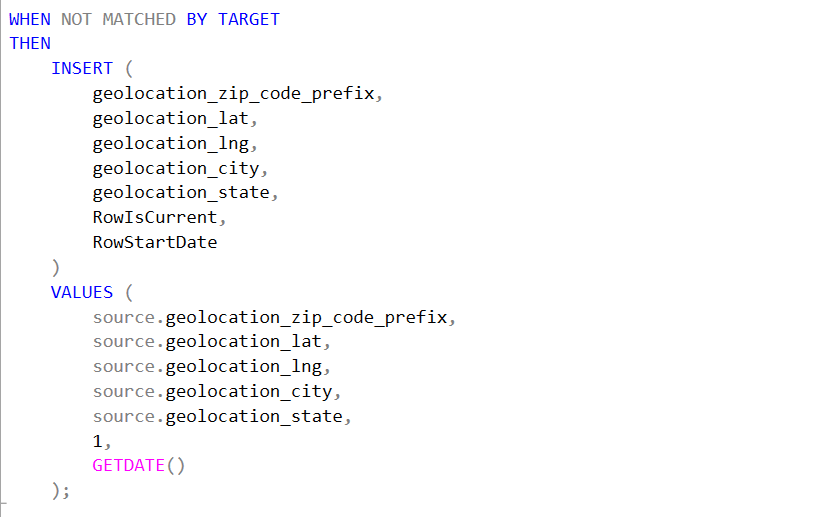 WHEN NOT MATCHED BY TARGET
THEN
    INSERT (
        geolocation_zip_code_prefix,
        geolocation_lat,
        geolocation_lng,
        geolocation_city,
        geolocation_state,
        RowIsCurrent,
        RowStartDate
    )
    VALUES (
        source.geolocation_zip_code_prefix,
        source.geolocation_lat,
        source.geolocation_lng,
        source.geolocation_city,
        source.geolocation_state,
        1,
        GETDATE()
    );